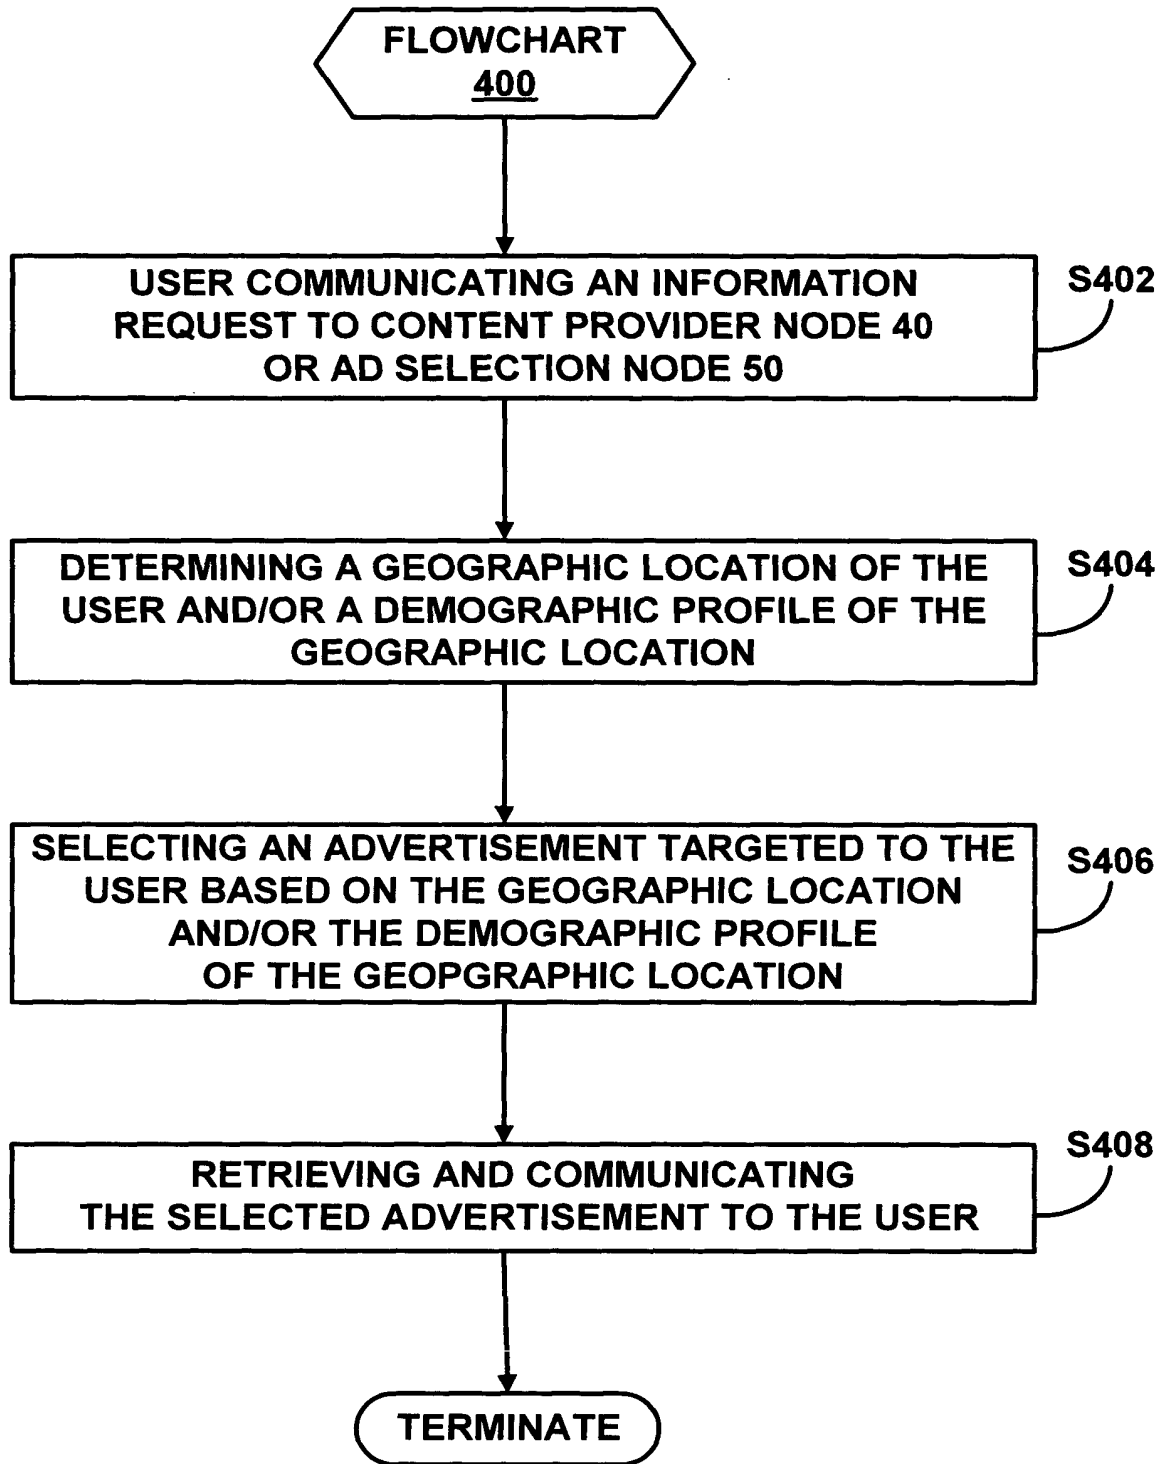 FLOWCHART
400
USER COMMUNICATING AN INFORMATION
REQUEST TO CONTENT PROVIDER NODE 40
OR AD SELECTION NODE 50
S402
DETERMINING A GEOGRAPHIC LOCATION OF THE
USER AND/OR A DEMOGRAPHIC PROFILE OF THE
GEOGRAPHIC LOCATION
S404
SELECTING AN ADVERTISEMENT TARGETED TO THE
USER BASED ON THE GEOGRAPHIC LOCATION
AND/OR THE DEMOGRAPHIC PROFILE
OF THE GEOPGRAPHIC LOCATION
S406
RETRIEVING AND COMMUNICATING
THE SELECTED ADVERTISEMENT TO THE USER
S408
TERMINATE